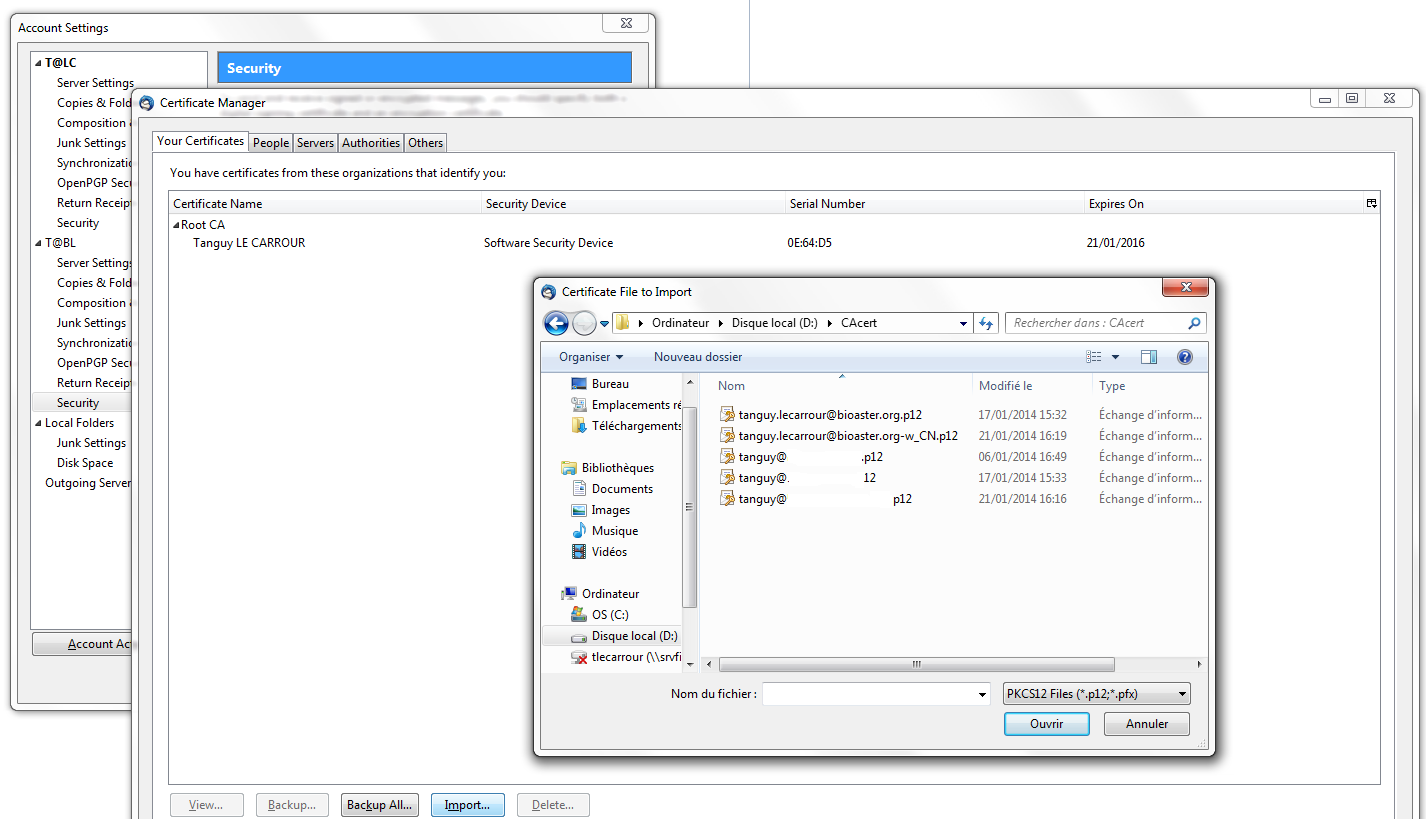 Account Settings
T@LC
Server Settings
Copies & Fold
Composition
Junk Settings
Synchronizatio
OpenPGP Secu
Return Receip
Security
T@BL
Server Settings
Copies & Fold
Composition
Junk Settings
Synchronizatio
OpenPGP Secu
Return Receip
Security
Local Folders
Junk Settings
Disk Space
Outgoing Server
Account Ac
Security
Certificate Manager
Your Certificates People Servers Authorities Others
You have certificates from these organizations that identify you:
Certificate Name Security Device Serial Number Expires On
Root CA
Tanguy LE CARROUR Software Security Device 0E:64:D5 21/01/2016
Certificate File to Import
Ordinateur Disque local (D:) CAcert
Rechercher dans : CAcert
Organiser Nouveau dossier
Bureau
Emplacements ré
Téléchargements
Bibliothèques
Documents
Images
Musique
Vidéos
Ordinateur
OS (C:)
Disque local (D:)
tlecarrour (\\srvfi
Nom Modifié le Type
tanguy.lecarrour@bioaster.org.p12 17/01/2014 15:32 Échange d'inform...
tanguy.lecarrour@bioaster.org-w_CN.p12 21/01/2014 16:19 Échange d'inform...
tanguy@ .p12 06/01/2014 16:49 Échange d'inform...
tanguy@. 12 17/01/2014 15:33 Échange d'inform...
tanguy@ p12 21/01/2014 16:16 Échange d'inform...
Nom du fichier : PKCS12 Files (*.p12;*.pfx)
Ouvrir Annuler
View... Backup... Backup All... Import... Delete...